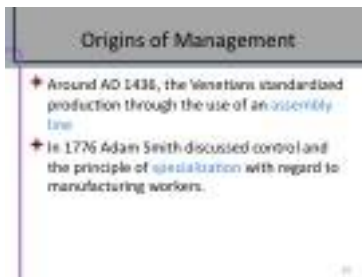 Origins of Management
Around AD 1436, the Venetians standardized
production through the use of an assembly
line
In 1776 Adam Smith discussed control and
the principle of specialization with regard to
manufacturing workers.